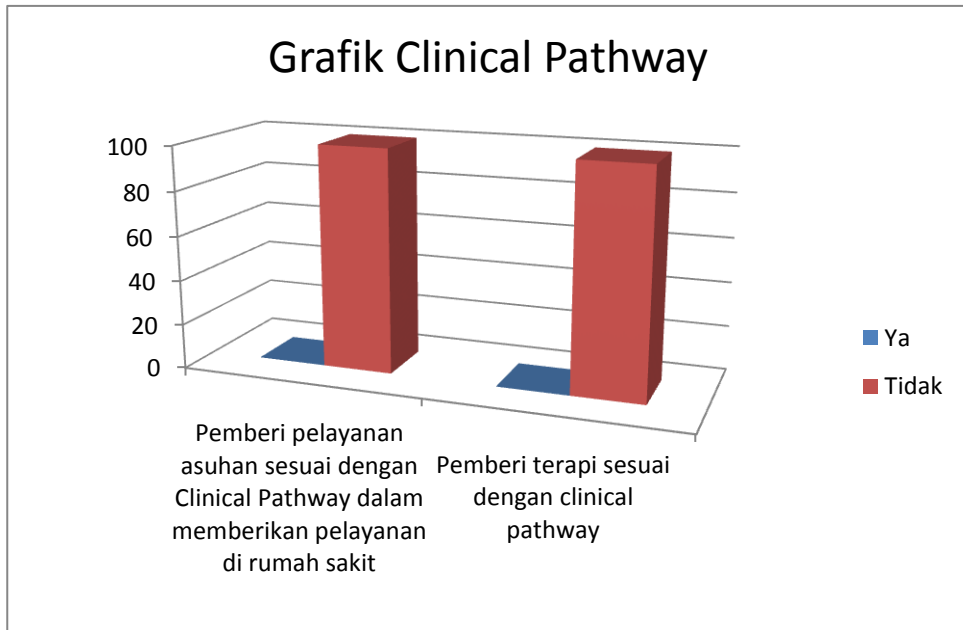 Grafik Clinical Pathway
100
80
60
40
20
0
Pemberi pelayanan
asuhan sesuai dengan
Clinical Pathway dalam
memberikan pelayanan
di rumah sakit
Pemberi terapi sesuai
dengan clinical
pathway
Ya
Tidak